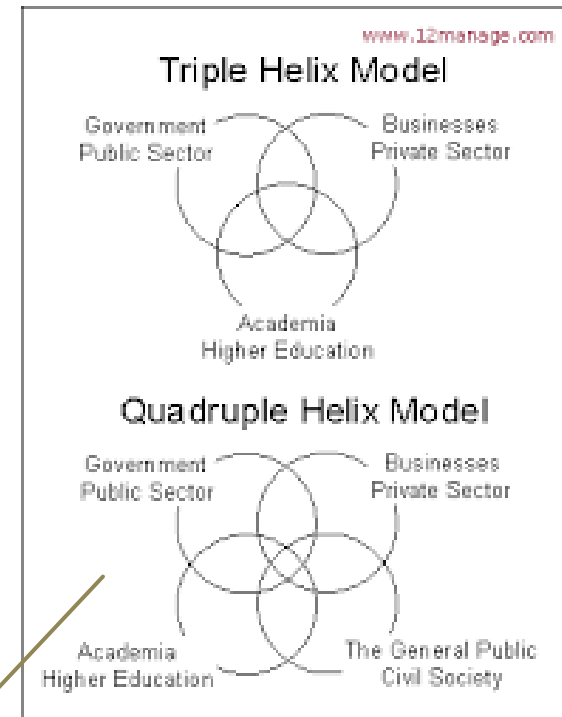 www.12manage.com
Triple Helix Model
Government
Public Sector
Businesses
Private Sector
Academia
Higher Education
Quadruple Helix Model
Government
Public Sector
Businesses
Private Sector
Academia
Higher Education
The General Public
Civil Society